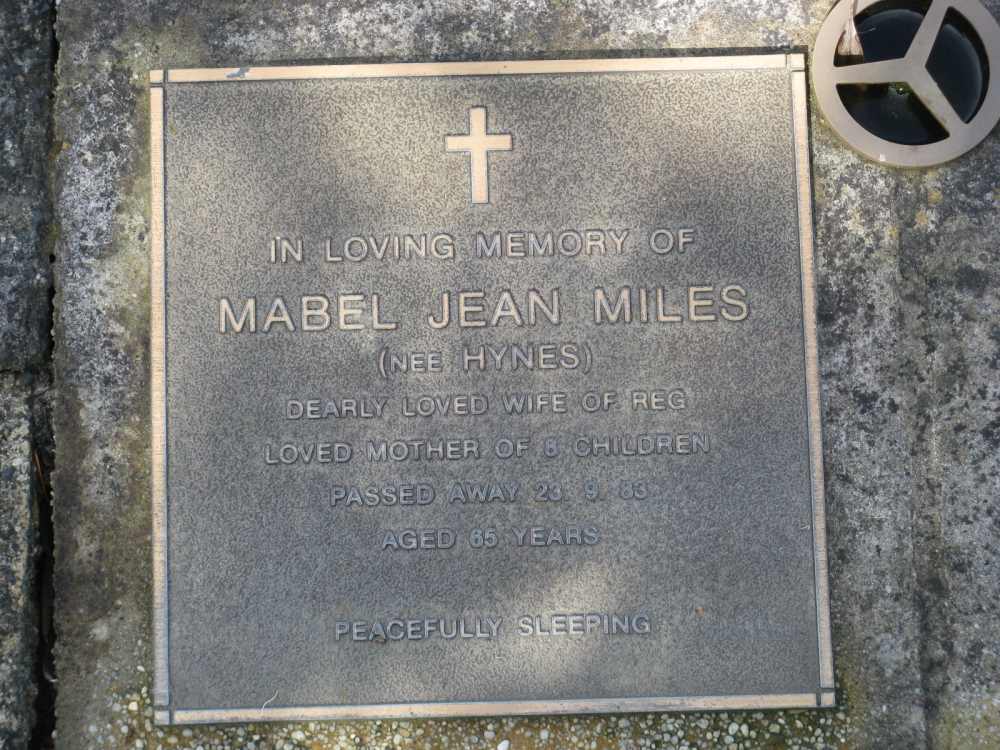 IN LOVING MEMORY OF
MABEL JEAN MILES
(NEE HYNES)
DEARLY LOVED WIFE OF REG
LOVED MOTHER OF 8 CHILDREN
PASSED AWAY 23. 9. 83
AGED 65 YEARS
PEACEFULLY SLEEPING